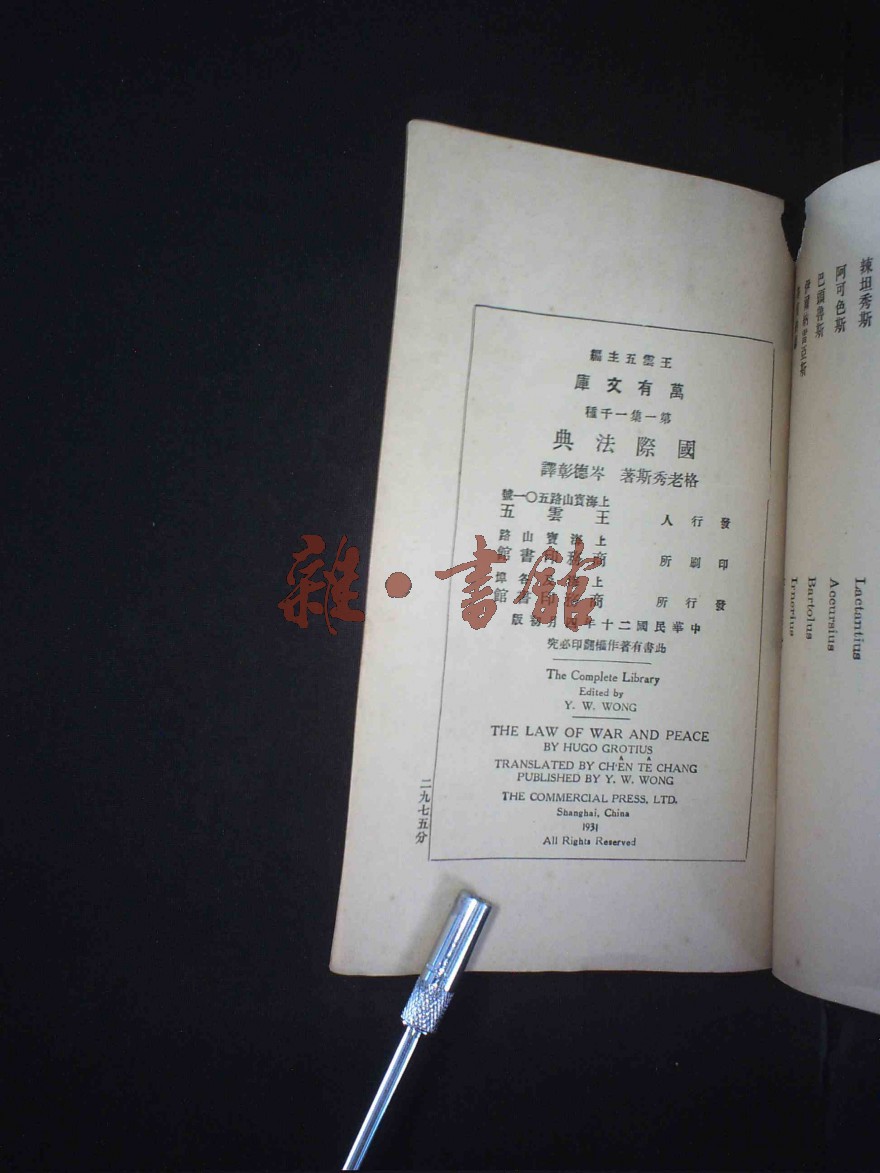 王雲五主編
萬有文庫
第一集一千種
國際法典
格老秀斯著 岑德彰譯
上海寶山路五〇一號
發行人 王雲五
上海寶山路
印刷所 商務印書館
上海及各埠
發行所 商務印書館
中華民國二十年 月初版
此書有著作權翻印必究
The Complete Library
Edited by
Y. W. WONG
THE LAW OF WAR AND PEACE
BY HUGO GROTIUS
TRANSLATED BY CH'ÊN TÊ CHANG
PUBLISHED BY Y. W. WONG
THE COMMERCIAL PRESS, LTD.
Shanghai, China
1931
All Rights Reserved
二九七五分
雜·書館
練坦秀斯 Lactantius
阿可色斯 Accursius
巴頭魯斯 Bartolus
Irnerius